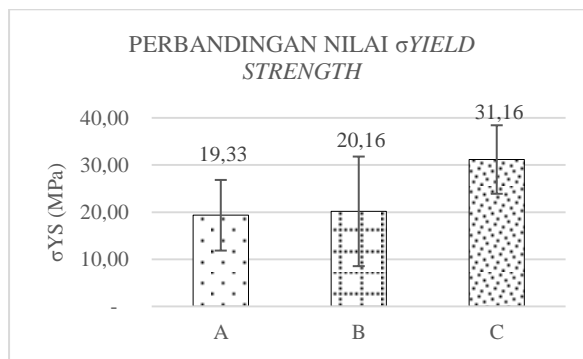 PERBANDINGAN NILAI σYIELD
STRENGTH
σYS (MPa)
40,00
30,00
20,00
10,00
-
19,33
20,16
31,16
A
B
C